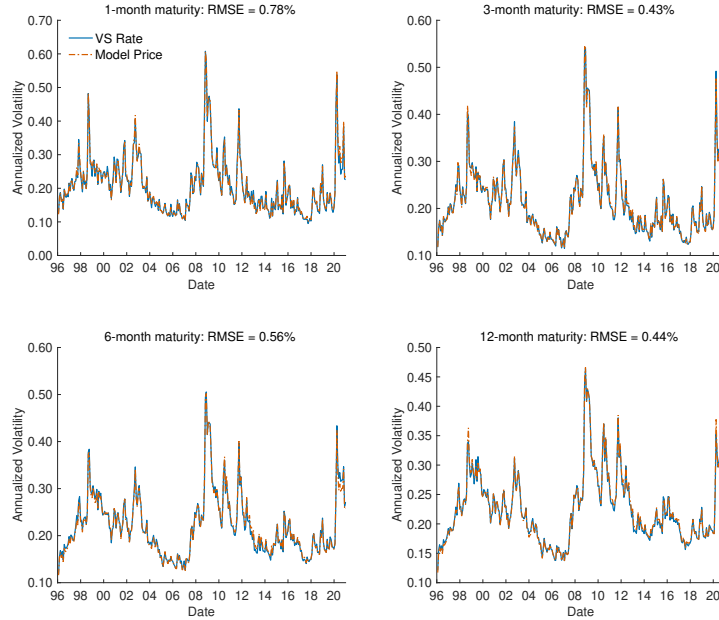 1-month maturity: RMSE = 0.78%
0.70
0.60
0.50
0.40
0.30
0.20
0.10
0.00
Annualized Volatility
VS Rate
Model Price
96 98 00 02 04 06 08 10 12 14 16 18 20
Date
3-month maturity: RMSE = 0.43%
0.60
0.50
0.40
0.30
0.20
0.10
Annualized Volatility
96 98 00 02 04 06 08 10 12 14 16 18 20
Date
6-month maturity: RMSE = 0.56%
0.60
0.50
0.40
0.30
0.20
0.10
Annualized Volatility
96 98 00 02 04 06 08 10 12 14 16 18 20
Date
12-month maturity: RMSE = 0.44%
0.50
0.45
0.40
0.35
0.30
0.25
0.20
0.15
0.10
Annualized Volatility
96 98 00 02 04 06 08 10 12 14 16 18 20
Date